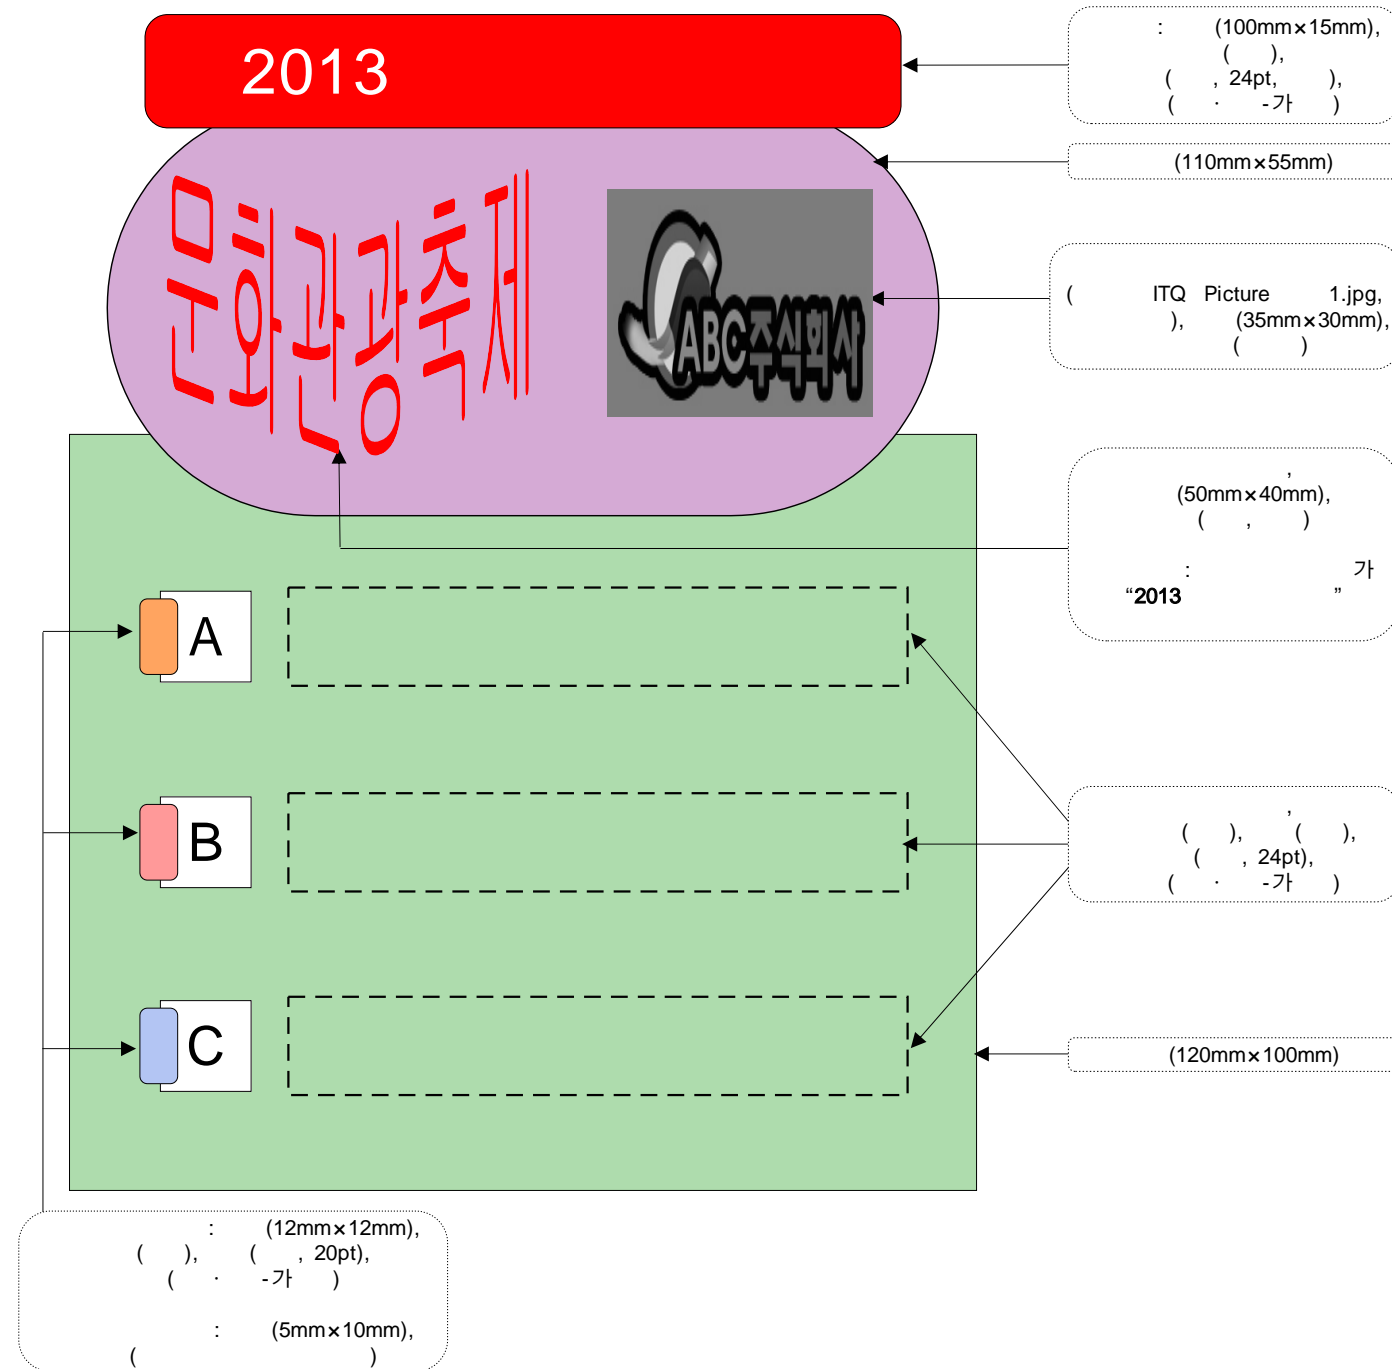 2013
: (100mm×15mm),
( ),
( , 24pt, ),
( · -가 )
(110mm×55mm)
문화관광축제
ABC주식회사
( ITQ Picture 1.jpg,
), (35mm×30mm),
( )
,
(50mm×40mm),
( , )
: 가
“2013 ”
A
B
C
,
( ), ( ),
( , 24pt),
( · -가 )
(120mm×100mm)
: (12mm×12mm),
( ), ( , 20pt),
( · -가 )
: (5mm×10mm),
( )